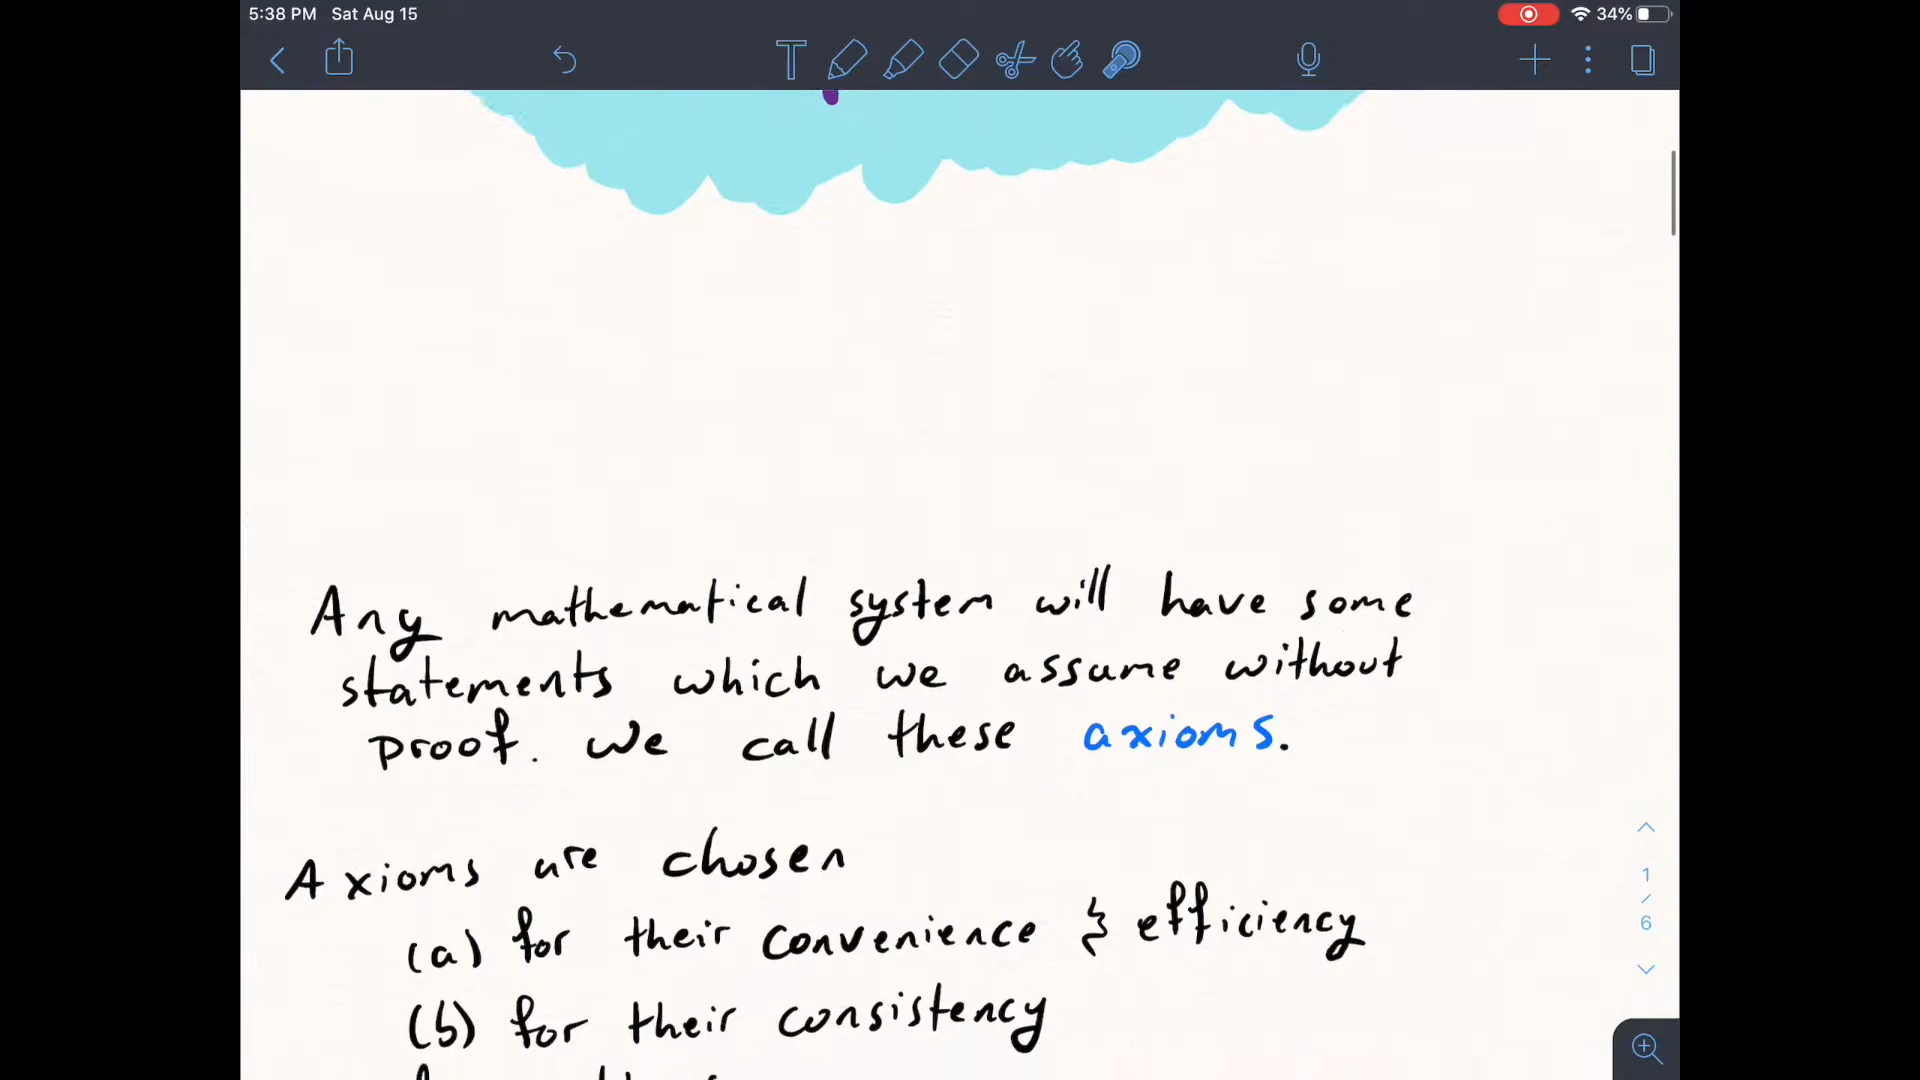 5:38 PM Sat Aug 15
34%
Any mathematical system will have some
statements which we assume without
proof. We call these axioms.
Axioms are chosen
(a) for their convenience & efficiency
(b) for their consistency
1
/
6